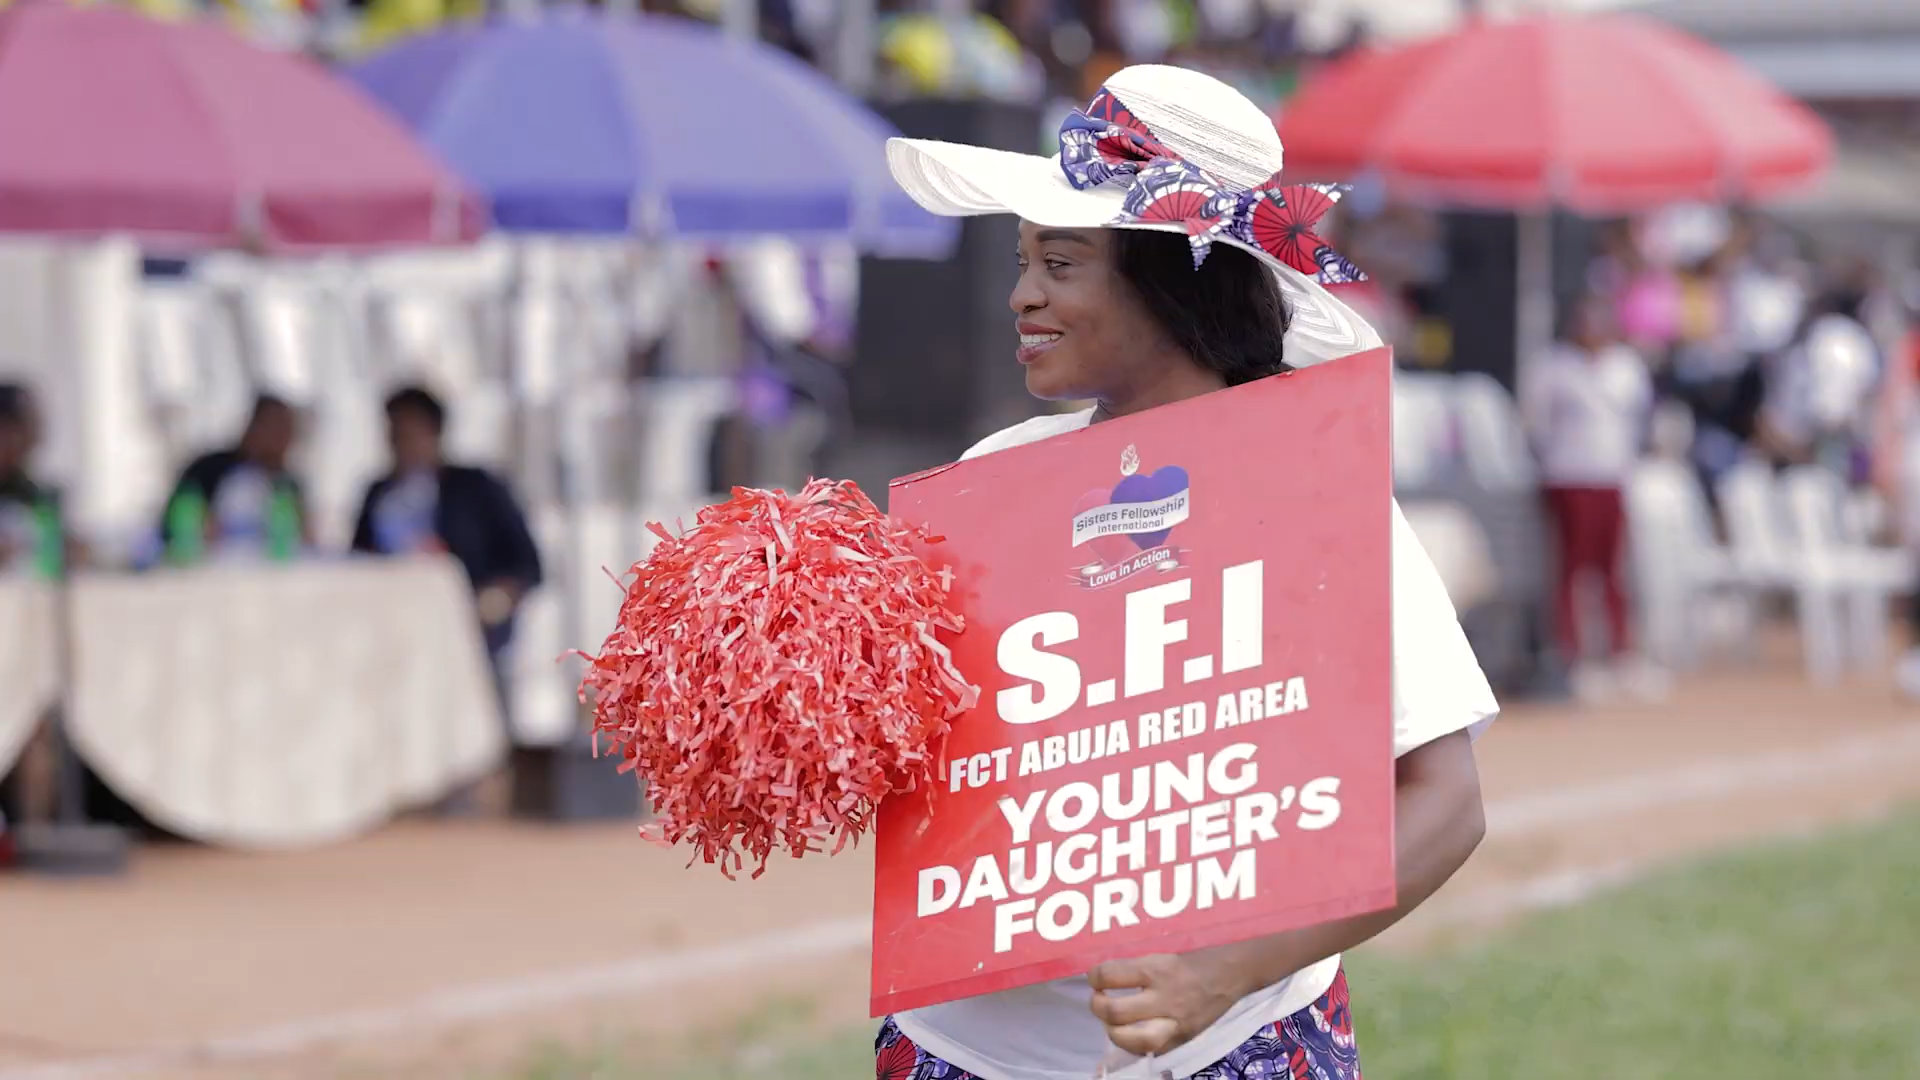 Sisters Fellowship
International
Love in Action
S.F.I
FCT ABUJA RED AREA
YOUNG
DAUGHTER'S
FORUM